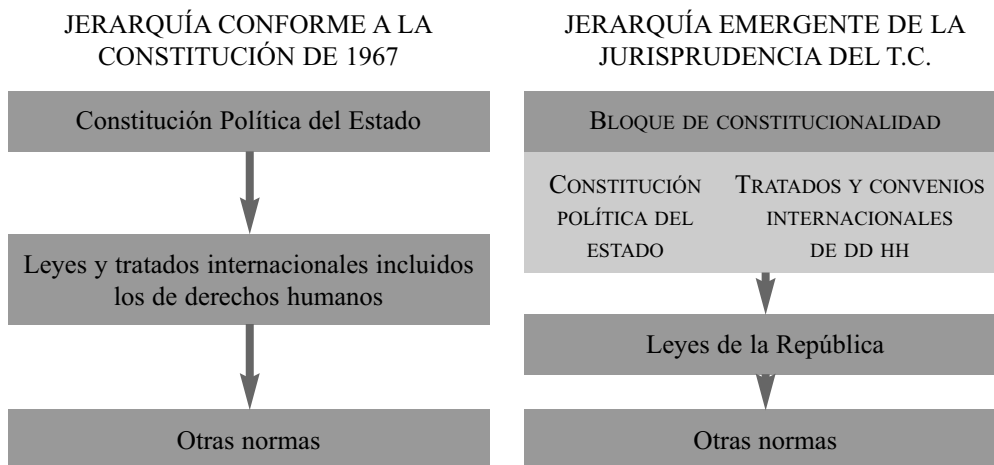 JERARQUÍA CONFORME A LA
CONSTITUCIÓN DE 1967
Constitución Política del Estado
Leyes y tratados internacionales incluidos
los de derechos humanos
Otras normas
JERARQUÍA EMERGENTE DE LA
JURISPRUDENCIA DEL T.C.
BLOQUE DE CONSTITUCIONALIDAD
CONSTITUCIÓN
POLÍTICA DEL
ESTADO
TRATADOS Y CONVENIOS
INTERNACIONALES
DE DD HH
Leyes de la República
Otras normas